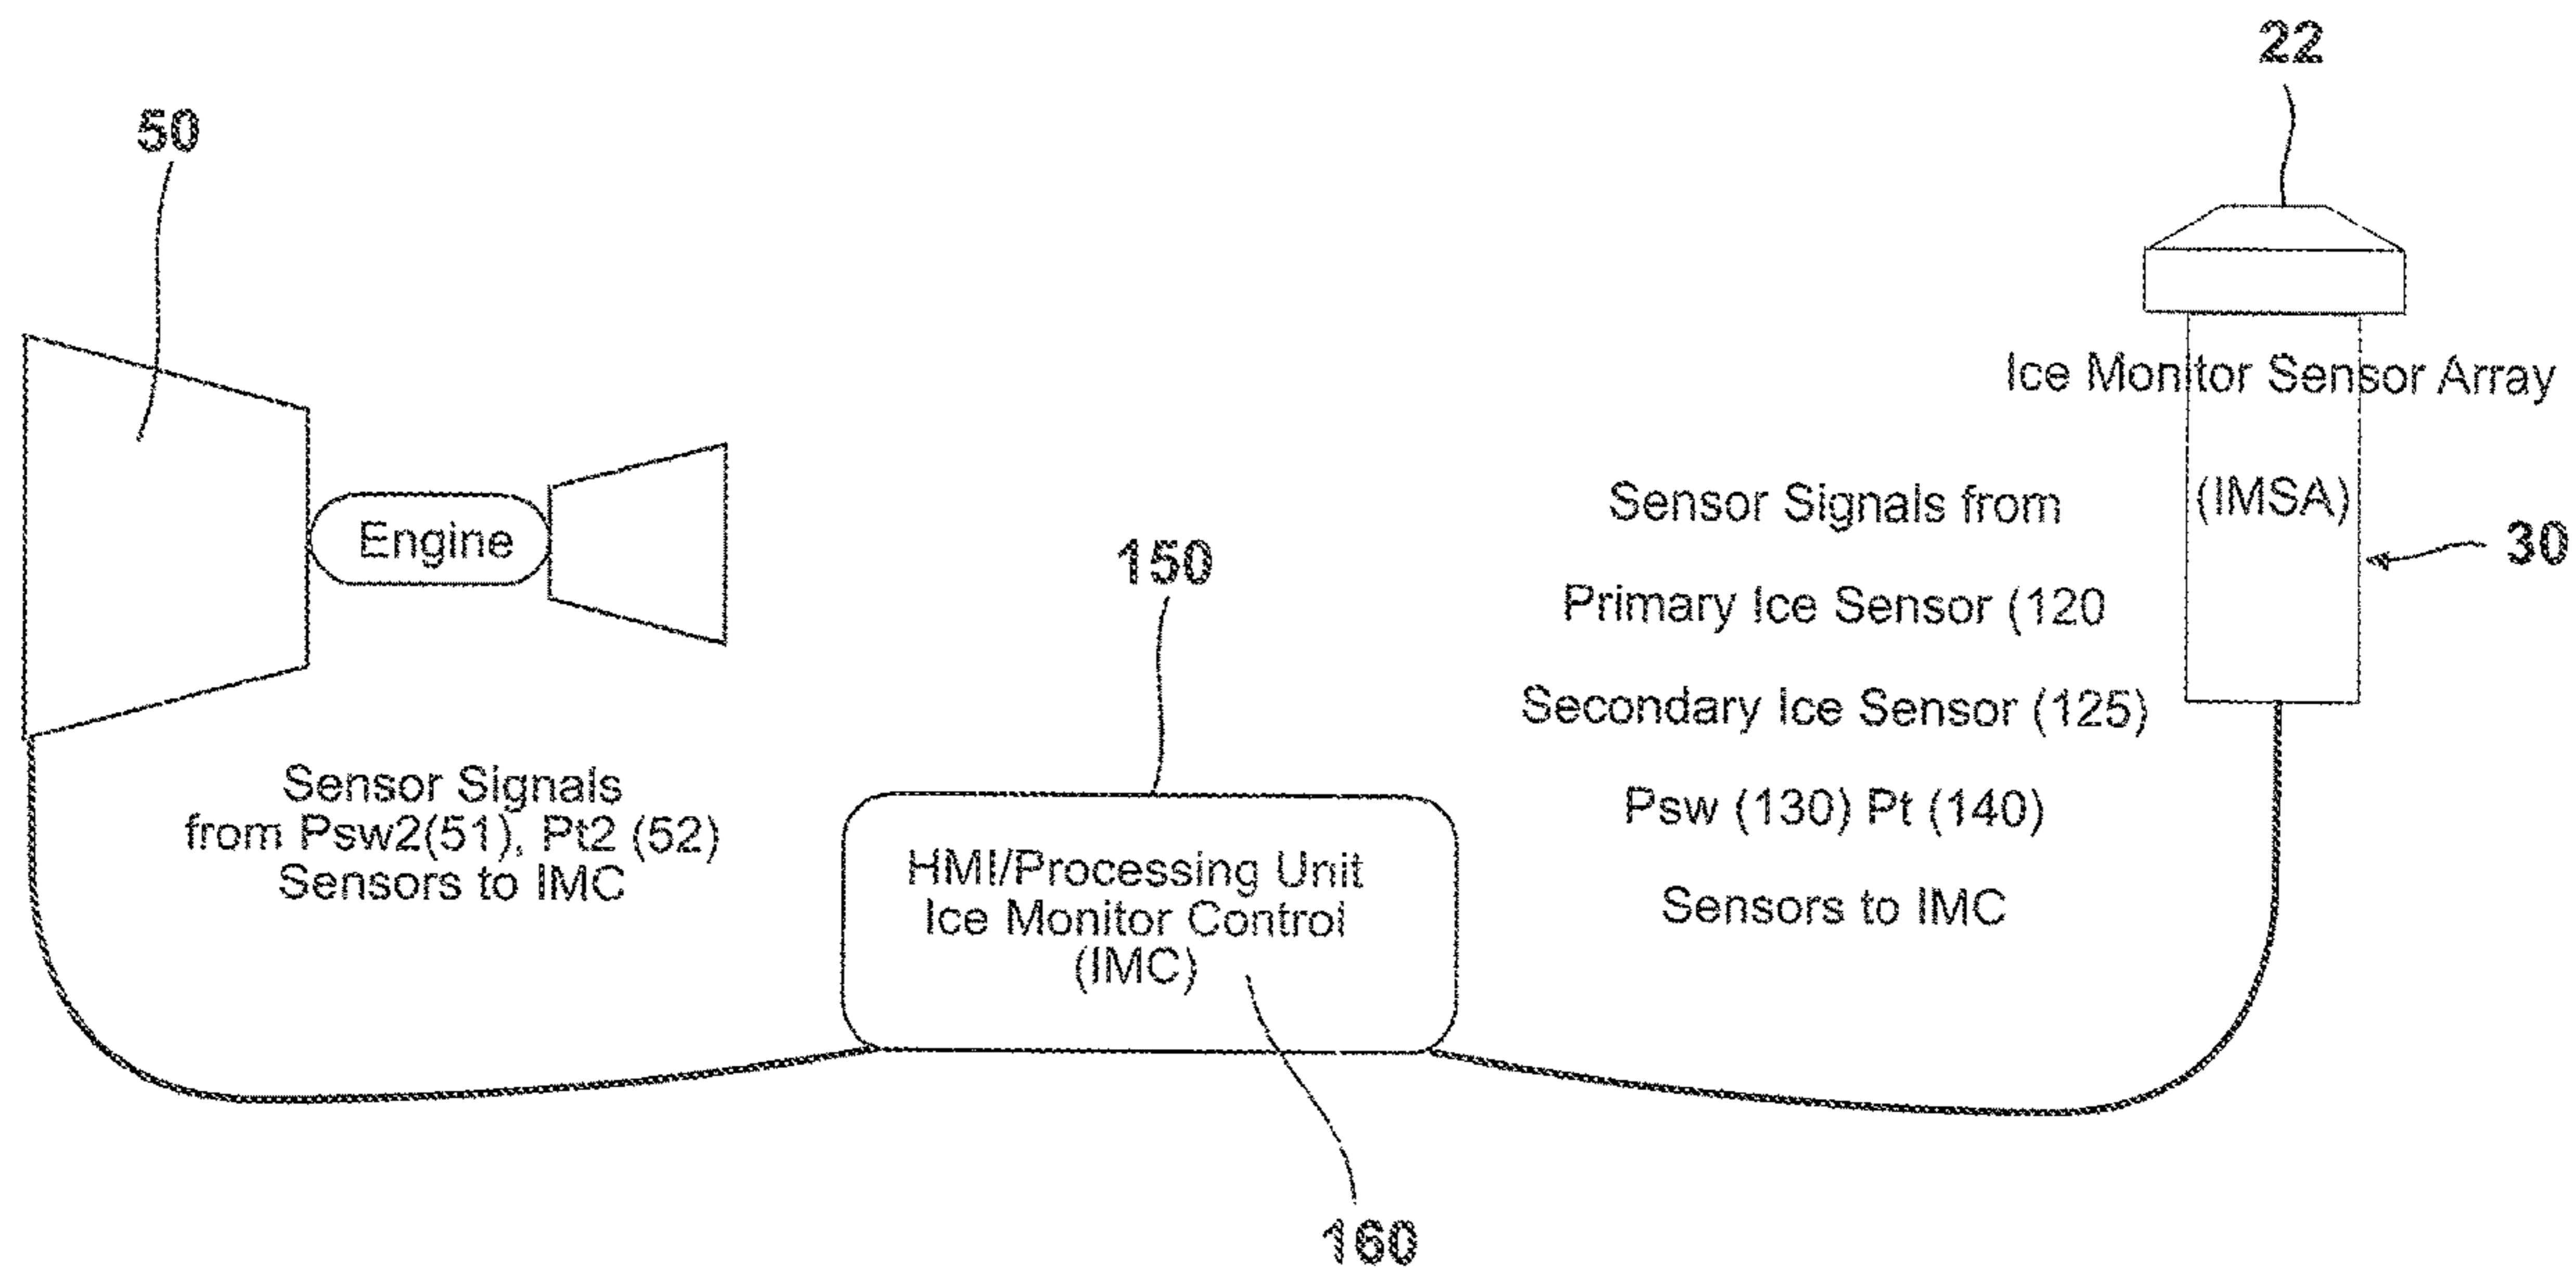 22
50
Ice Monitor Sensor Array
(IMSA)
30
Engine
150
Sensor Signals from
Primary Ice Sensor (120
Secondary Ice Sensor (125)
Psw (130) Pt (140)
Sensors to IMC
Sensor Signals
from Psw2(51), Pt2 (52)
Sensors to IMC
HMI/Processing Unit
Ice Monitor Control
(IMC)
160